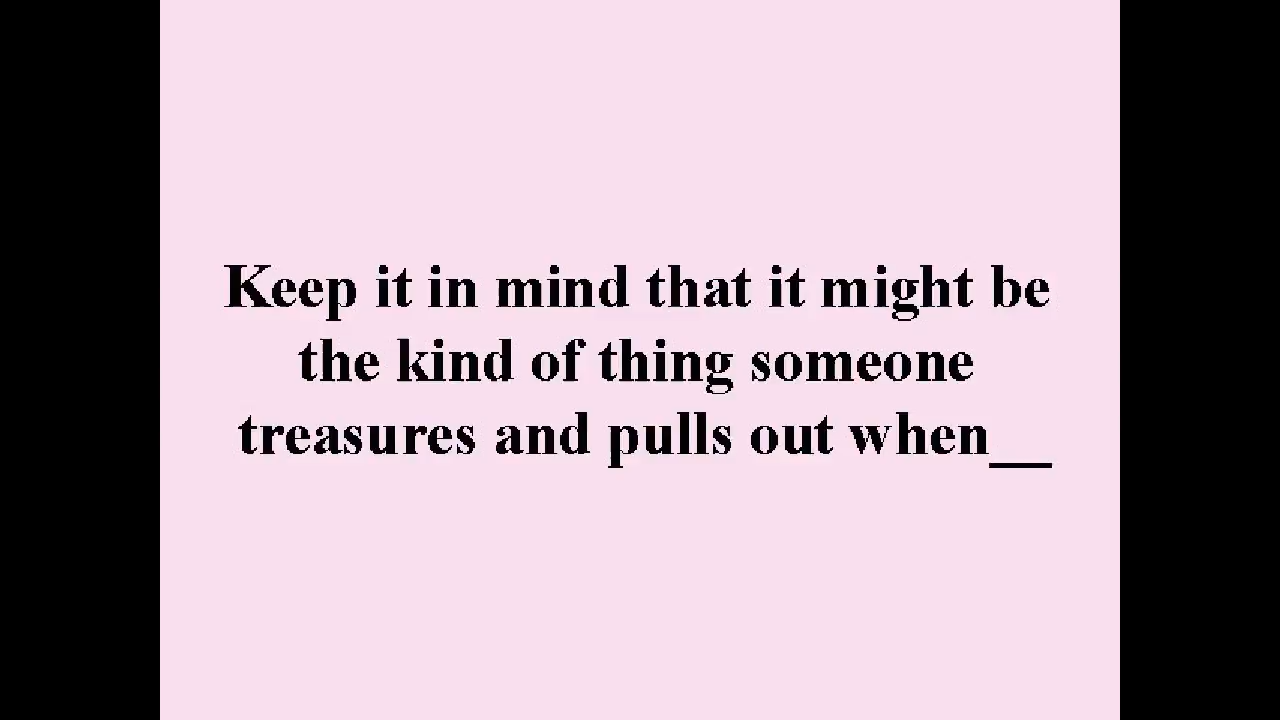 Keep it in mind that it might be
the kind of thing someone
treasures and pulls out when__